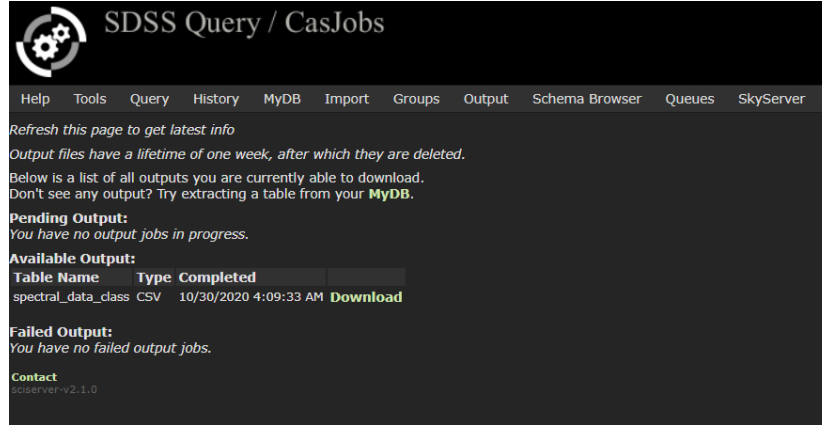 SDSS Query / CasJobs
Help Tools Query History MyDB Import Groups Output Schema Browser Queues SkyServer
Refresh this page to get latest info
Output files have a lifetime of one week, after which they are deleted.
Below is a list of all outputs you are currently able to download.
Don't see any output? Try extracting a table from your MyDB.
Pending Output:
You have no output jobs in progress.
Available Output:
Table Name Type Completed
spectral_data_class CSV 10/30/2020 4:09:33 AM Download
Failed Output:
You have no failed output jobs.
Contact
sciserver-v2.1.0